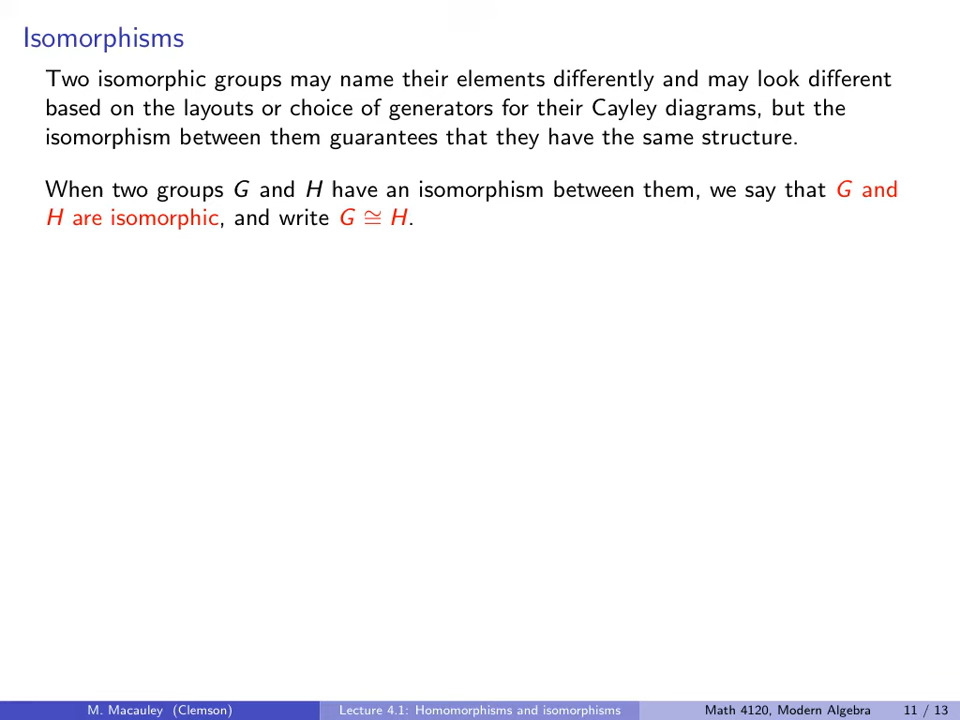 Isomorphisms
Two isomorphic groups may name their elements differently and may look different
based on the layouts or choice of generators for their Cayley diagrams, but the
isomorphism between them guarantees that they have the same structure.
When two groups G and H have an isomorphism between them, we say that G and
H are isomorphic, and write G ≅ H.
M. Macauley (Clemson) Lecture 4.1: Homomorphisms and isomorphisms Math 4120, Modern Algebra 11 / 13